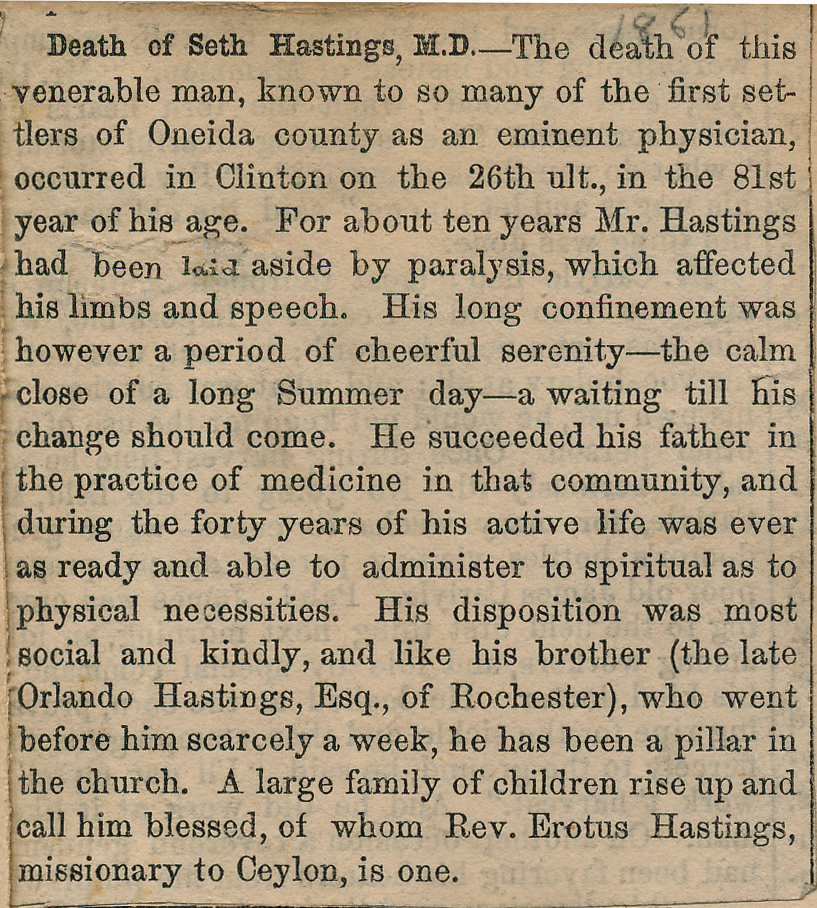 1861
Death of Seth Hastings, M.D.—The death of this
venerable man, known to so many of the first set-
tlers of Oneida county as an eminent physician,
occurred in Clinton on the 26th ult., in the 81st
year of his age. For about ten years Mr. Hastings
had been laid aside by paralysis, which affected
his limbs and speech. His long confinement was
however a period of cheerful serenity—the calm
close of a long Summer day—a waiting till his
change should come. He succeeded his father in
the practice of medicine in that community, and
during the forty years of his active life was ever
as ready and able to administer to spiritual as to
physical necessities. His disposition was most
social and kindly, and like his brother (the late
Orlando Hastings, Esq., of Rochester), who went
before him scarcely a week, he has been a pillar in
the church. A large family of children rise up and
call him blessed, of whom Rev. Erotus Hastings,
missionary to Ceylon, is one.